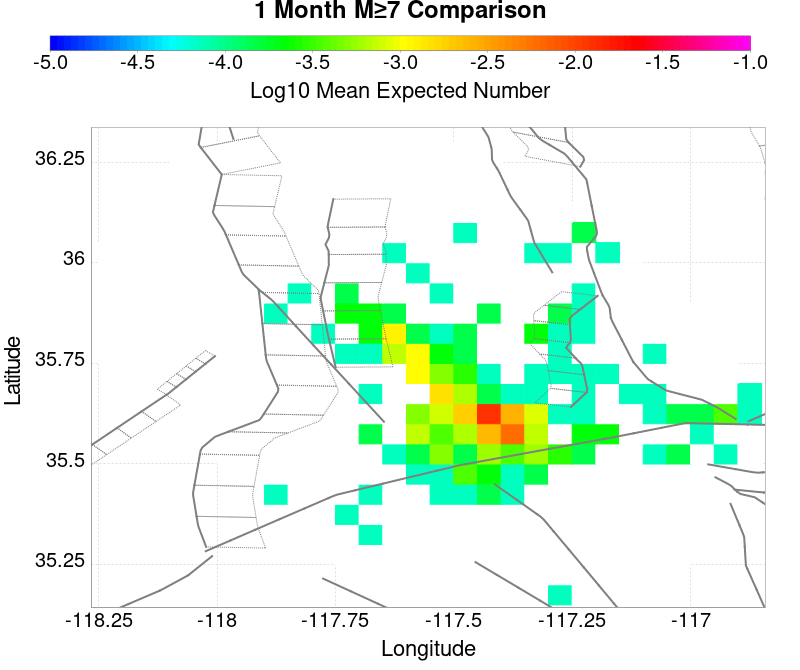 1 Month M≥7 Comparison
-5.0 -4.5 -4.0 -3.5 -3.0 -2.5 -2.0 -1.5 -1.0
Log10 Mean Expected Number
36.25
36
35.75
35.5
35.25
Latitude
-118.25 -118 -117.75 -117.5 -117.25 -117
Longitude